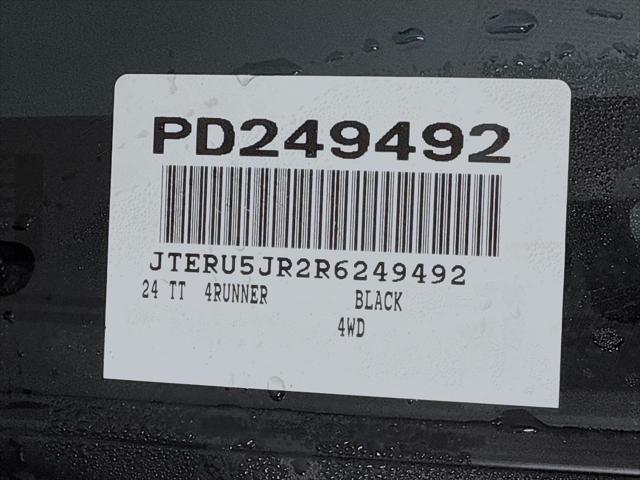 PD249492
JTERU5JR2R6249492
24 TT 4RUNNER BLACK
4WD